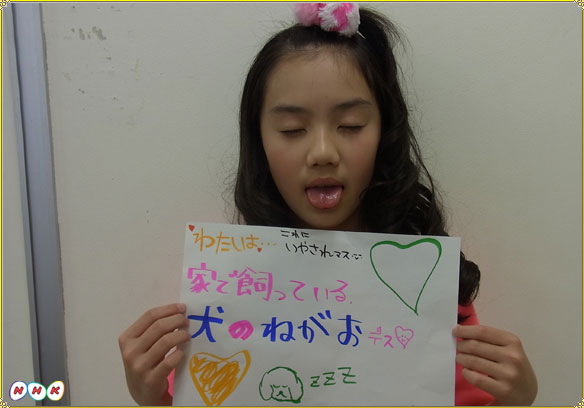 わたしは…
これに
いやされマス
家で飼っている
犬のねがお デス
zzz
NHK